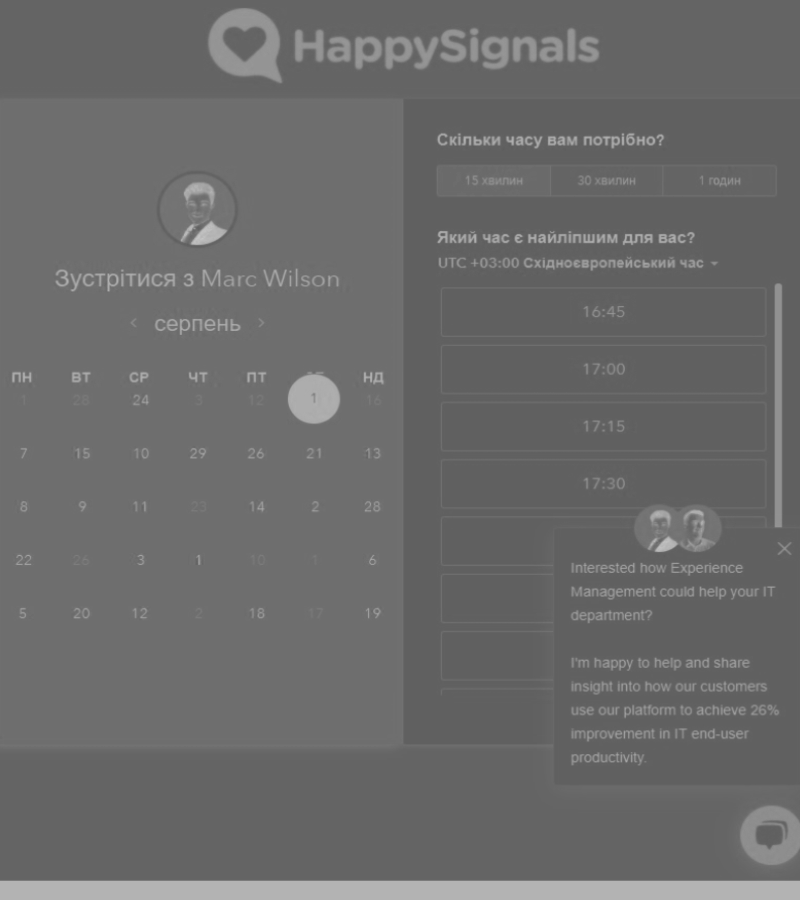 HappySignals
Зустрітися з Marc Wilson
серпень
ПН ВТ СР ЧТ ПТ НД
1 28 24 3 12 1 16
7 15 10 29 26 21 13
8 9 11 23 14 2 28
22 26 3 1 10 1 6
5 20 12 2 18 17 19
Скільки часу вам потрібно?
15 хвилин 30 хвилин 1 годин
Який час є найліпшим для вас?
UTC +03:00 Східноєвропейський час
16:45
17:00
17:15
17:30
Interested how Experience
Management could help your IT
department?
I'm happy to help and share
insight into how our customers
use our platform to achieve 26%
improvement in IT end-user
productivity.